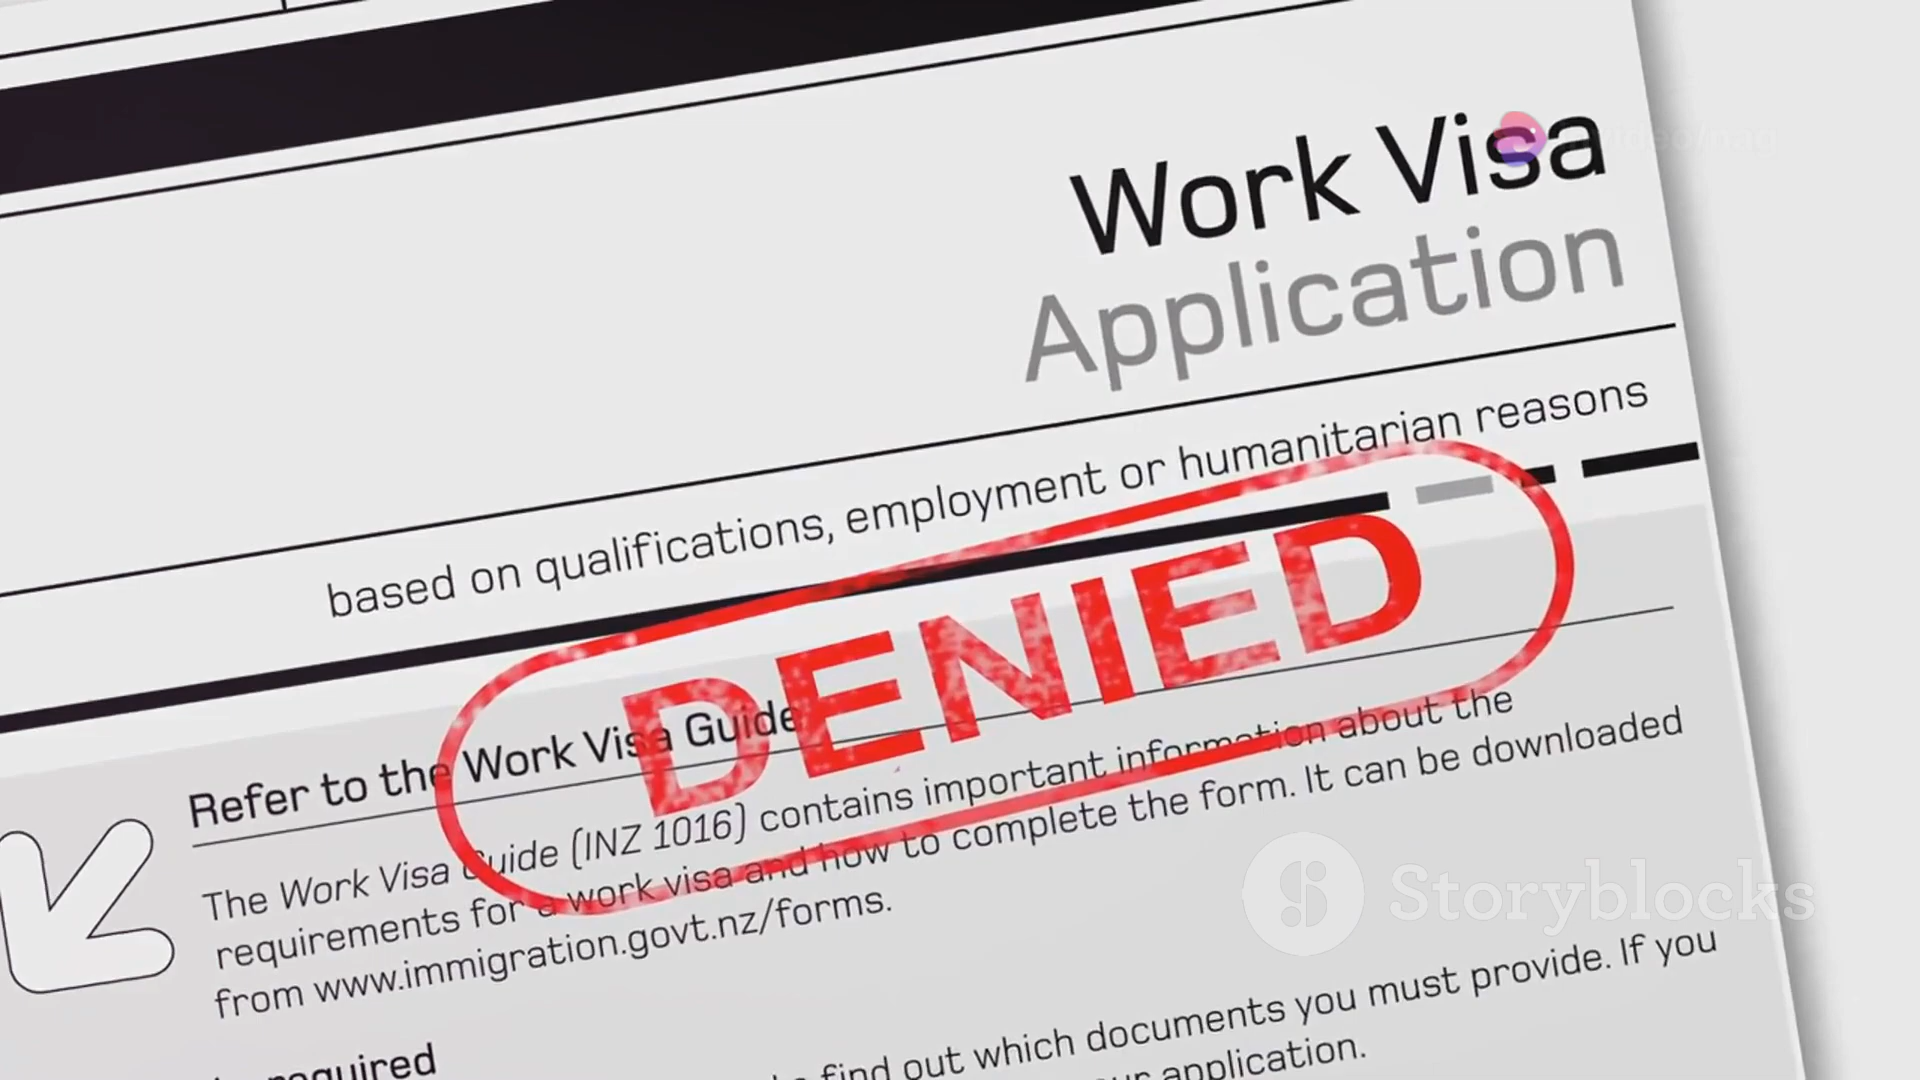 Work Visa
Application
based on qualifications, employment or humanitarian reasons
DENIED
Refer to the Work Visa Guide
The Work Visa Guide (INZ 1016) contains important information about the
requirements for a work visa and how to complete the form. It can be downloaded
from www.immigration.govt.nz/forms.
Storyblocks
find out which documents you must provide. If you
required
application.